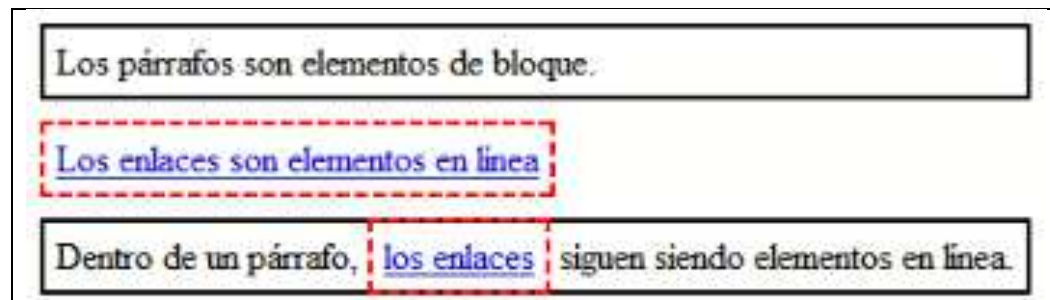 Los párrafos son elementos de bloque.
Los enlaces son elementos en línea
Dentro de un párrafo, los enlaces siguen siendo elementos en línea.